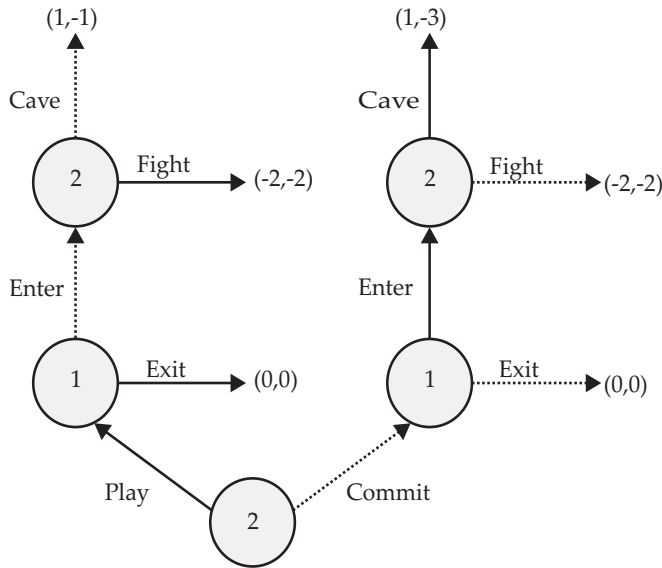 (1,-1)
(1,-3)
Cave
Cave
2
Fight
(-2,-2)
2
Fight
(-2,-2)
Enter
Enter
1
Exit
(0,0)
1
Exit
(0,0)
Play
Commit
2